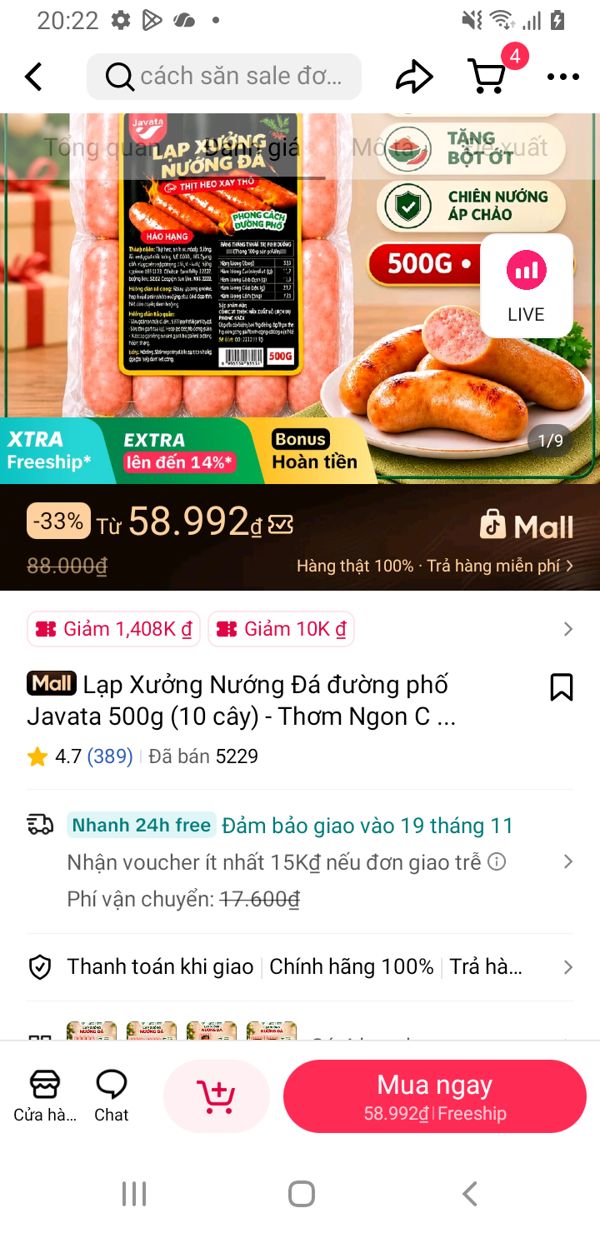 20:22
4
cách săn sale đơ...
Tổng quan Đánh giá Mô tả Đề xuất
Javata
LẠP XƯỞNG
NƯỚNG ĐÁ
THỊT HEO XAY THÔ
PHONG CÁCH
ĐƯỜNG PHỐ
HẢO HẠNG
500G
TẶNG
BỘT ỚT
CHIÊN NƯỚNG
ÁP CHẢO
500G •
LIVE
1/9
XTRA
Freeship*
EXTRA
lên đến 14%*
Bonus
Hoàn tiền
-33% Từ 58.992₫
Mall
88.000₫
Hàng thật 100% · Trả hàng miễn phí
Giảm 1,408K ₫ Giảm 10K ₫
Mall Lạp Xưởng Nướng Đá đường phố
Javata 500g (10 cây) - Thơm Ngon C ...
4.7 (389) Đã bán 5229
Nhanh 24h free Đảm bảo giao vào 19 tháng 11
Nhận voucher ít nhất 15K₫ nếu đơn giao trễ
Phí vận chuyển: 17.600₫
Thanh toán khi giao Chính hãng 100% Trả hà...
Cửa hà...
Chat
Mua ngay
58.992₫ Freeship